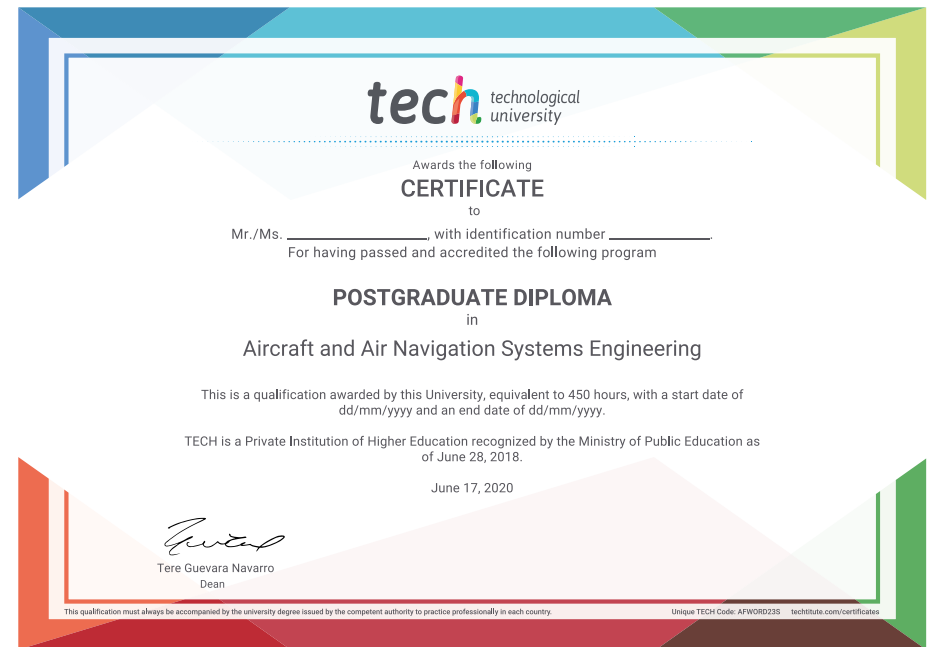 tech technological
university
Awards the following
CERTIFICATE
to
Mr./Ms. ____________________, with identification number ______________.
For having passed and accredited the following program
POSTGRADUATE DIPLOMA
in
Aircraft and Air Navigation Systems Engineering
This is a qualification awarded by this University, equivalent to 450 hours, with a start date of
dd/mm/yyyy and an end date of dd/mm/yyyy.
TECH is a Private Institution of Higher Education recognized by the Ministry of Public Education as
of June 28, 2018.
June 17, 2020
Tere Guevara Navarro
Dean
This qualification must always be accompanied by the university degree issued by the competent authority to practice professionally in each country.
Unique TECH Code: AFWORD23S techtitute.com/certificates